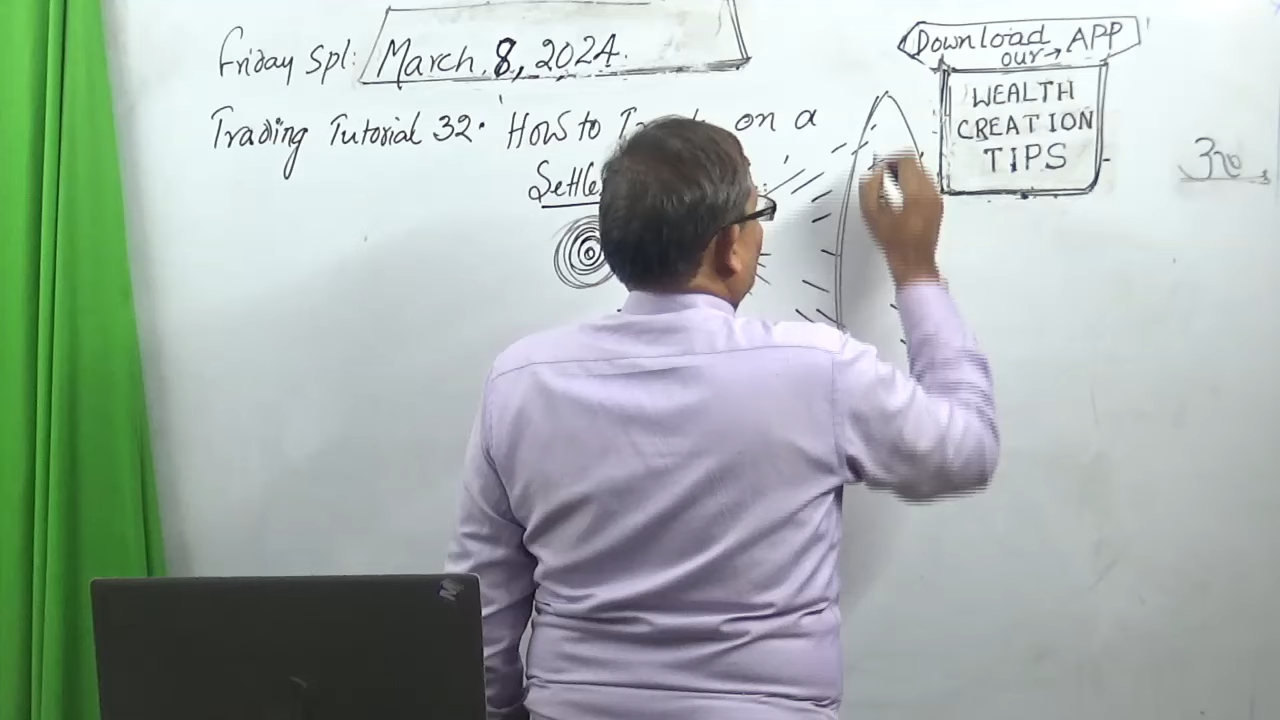 Friday Spl: March 8, 2024.
Trading Tutorial 32. How to on a
Download our → APP
WEALTH
CREATION
TIPS